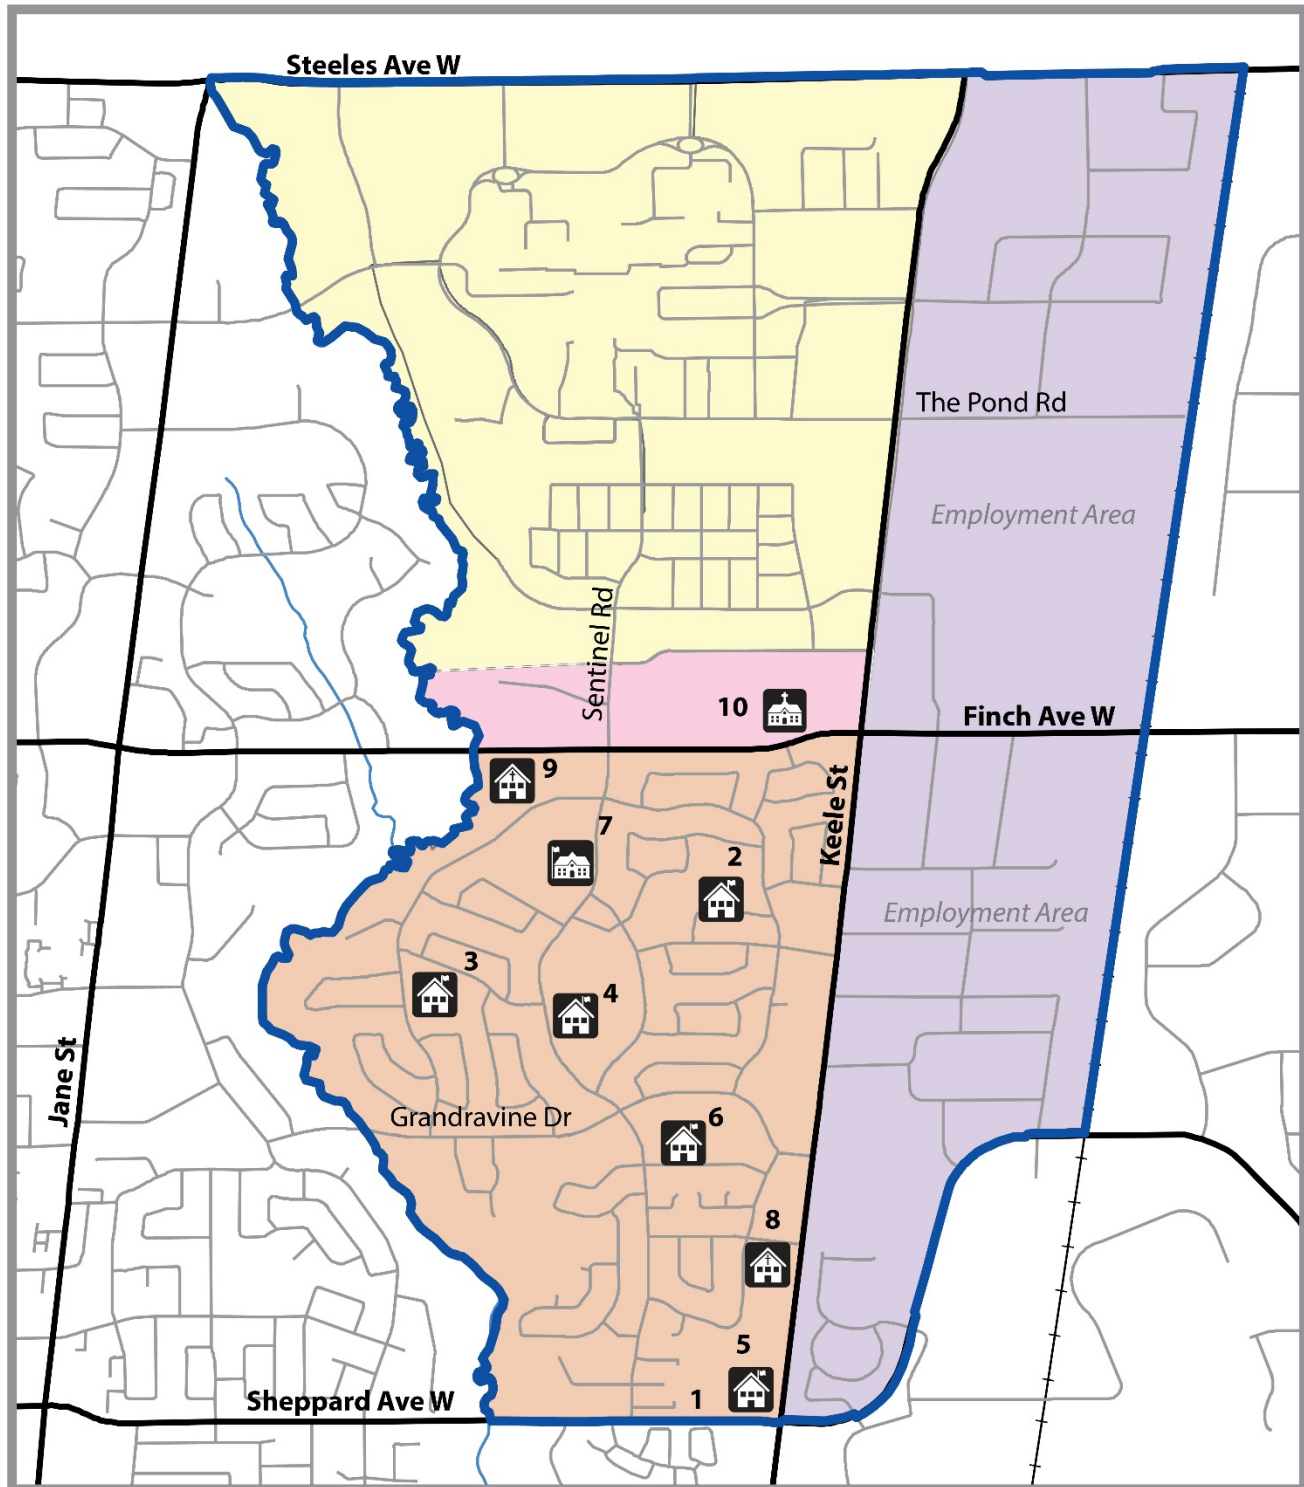 Steeles Ave W
The Pond Rd
Employment Area
Sentinel Rd
10
Finch Ave W
9
Keele St
7
2
Employment Area
3
4
Jane St
Grandravine Dr
6
8
5
Sheppard Ave W
1